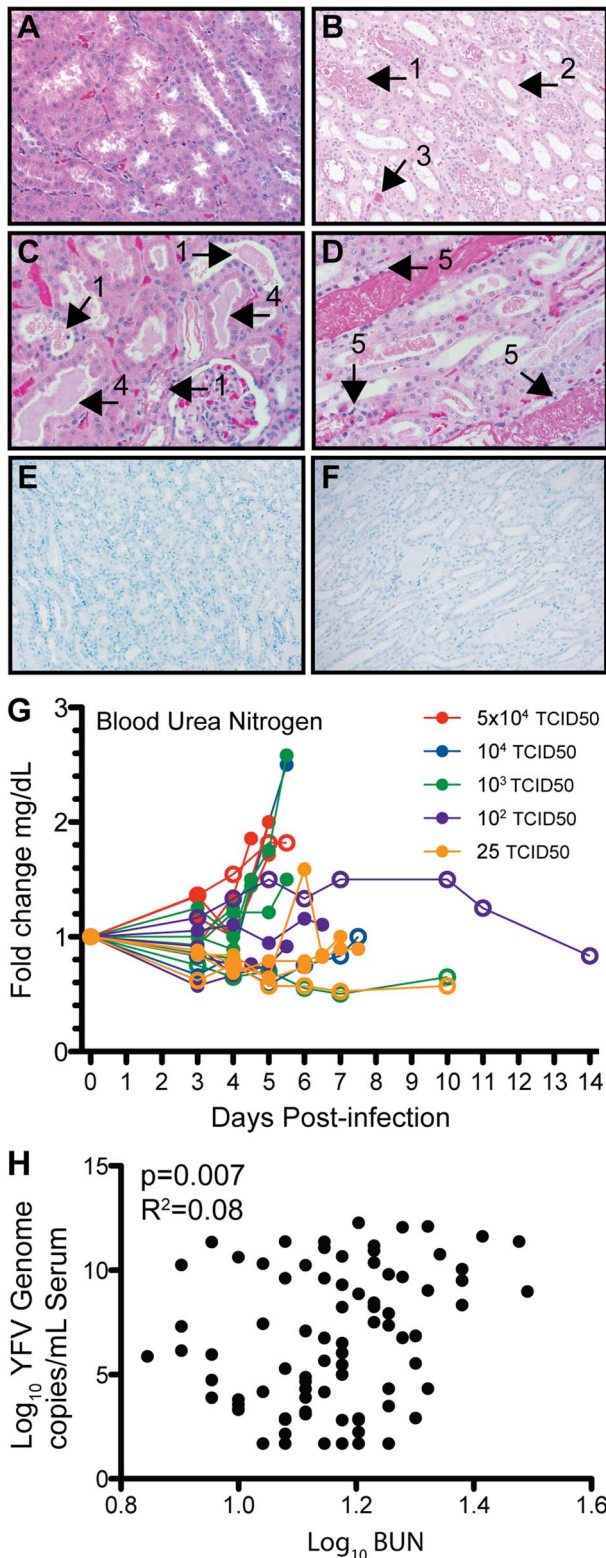 A
B
1
2
3
C
1
4
1
4
D
5
5
5
E
F
G
Blood Urea Nitrogen
5x10⁴ TCID50
10⁴ TCID50
10³ TCID50
10² TCID50
25 TCID50
3
2
1
0
Fold change mg/dL
0 1 2 3 4 5 6 7 8 9 10 11 12 13 14
Days Post-infection
H
p=0.007
R²=0.08
15
10
5
0
Log₁₀ YFV Genome
copies/mL Serum
0.8 1.0 1.2 1.4 1.6
Log₁₀ BUN